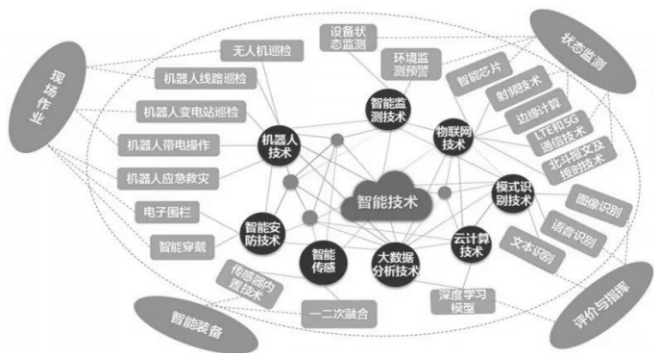 现场作业
无人机巡检
机器人线路巡检
机器人变电站巡检
机器人带电操作
机器人应急救灾
电子围栏
智能穿戴
设备状
态监测
环境监
测预警
状态监测
智能芯片
射频技术
边缘计算
LTE和5G
通信技术
北斗报文及
授时技术
机器人
技术
智能监
测技术
物联网
技术
模式识
别技术
智能技术
智能安
防技术
智能
传感
大数据
分析技术
云计算
技术
图像识别
语音识别
文本识别
传感器内
置技术
一二次融合
深度学习
模型
智能装备
评价与指挥